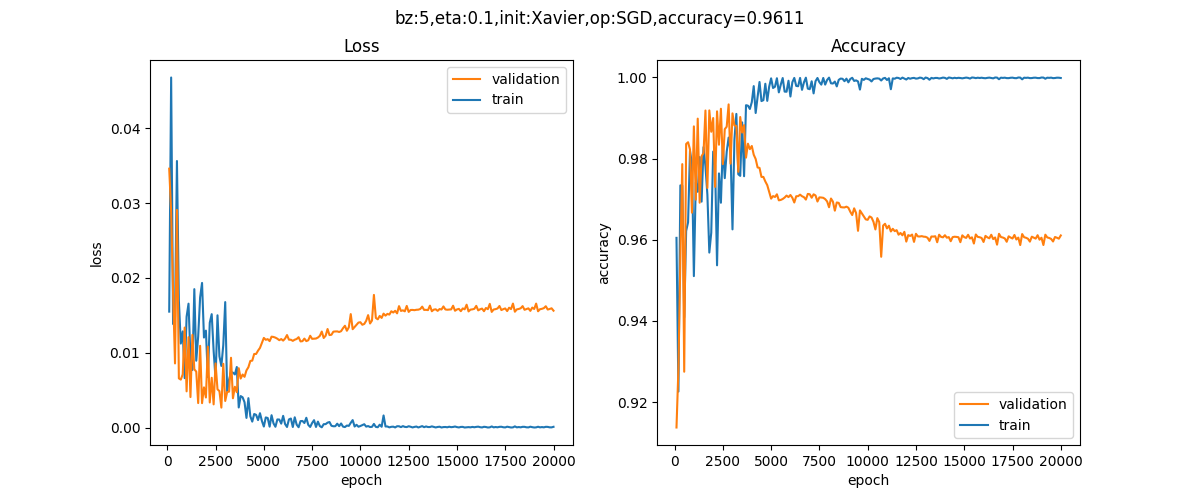 bz:5,eta:0.1,init:Xavier,op:SGD,accuracy=0.9611
Loss
validation
train
loss
0.04
0.03
0.02
0.01
0.00
0 2500 5000 7500 10000 12500 15000 17500 20000
epoch
Accuracy
accuracy
1.00
0.98
0.96
0.94
0.92
validation
train
0 2500 5000 7500 10000 12500 15000 17500 20000
epoch